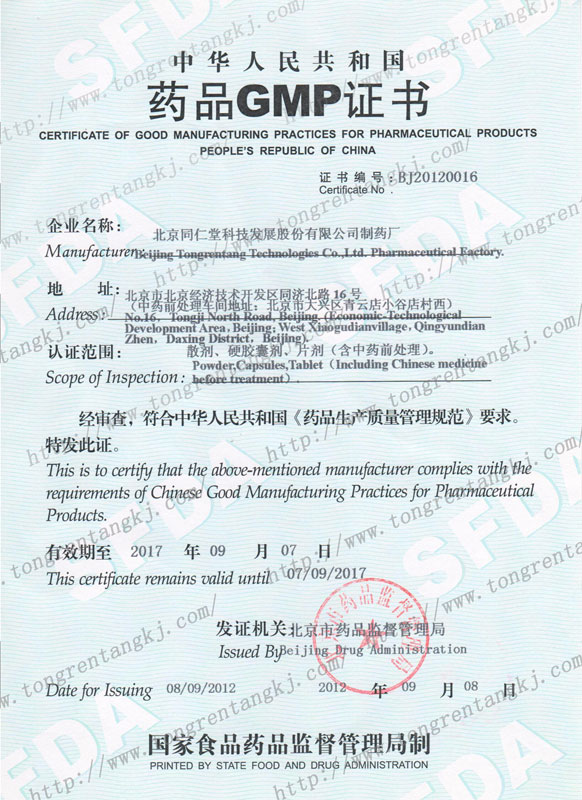 中华人民共和国
药品GMP证书
CERTIFICATE OF GOOD MANUFACTURING PRACTICES FOR PHARMACEUTICAL PRODUCTS
PEOPLE'S REPUBLIC OF CHINA
证书编号:BJ20120016
Certificate No .
企业名称: 北京同仁堂科技发展股份有限公司制药厂
Manufacturer: Beijing Tongrentang Technologies Co.,Ltd. Pharmaceutical Factory.
地 址: 北京市北京经济技术开发区同济北路16号
(中药前处理车间地址:北京市大兴区青云店小谷店村西)
Address: No.16, Tongji North Road, Beijing, (Economic-Technological
Development Area, Beijing; West Xiaogudianvillage, Qingyundian
Zhen, Daxing District, Beijing).
认证范围: 散剂、硬胶囊剂、片剂(含中药前处理)。
Scope of Inspection: Powder,Capsules,Tablet (Including Chinese medicine
before treatment).
经审查,符合中华人民共和国《药品生产质量管理规范》要求。
特发此证。
This is to certify that the above-mentioned manufacturer complies with the
requirements of Chinese Good Manufacturing Practices for Pharmaceutical
Products.
有效期至 2017 年 09 月 07 日
This certificate remains valid until 07/09/2017
发证机关: 北京市药品监督管理局
Issued By Beijing Drug Administration
北京市药品监督管理局
Date for Issuing 08/09/2012 2012 年 09 月 08 日
国家食品药品监督管理局制
PRINTED BY STATE FOOD AND DRUG ADMINISTRATION
SFDA
http://www.tongrentangkj.com/